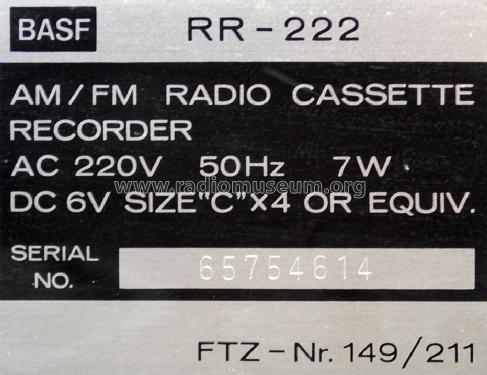 BASF RR-222
AM/FM RADIO CASSETTE
RECORDER
AC 220V 50Hz 7W
www.radiomuseum.org
DC 6V SIZE "C"×4 OR EQUIV.
SERIAL
NO. 65754614
FTZ-Nr. 149/211